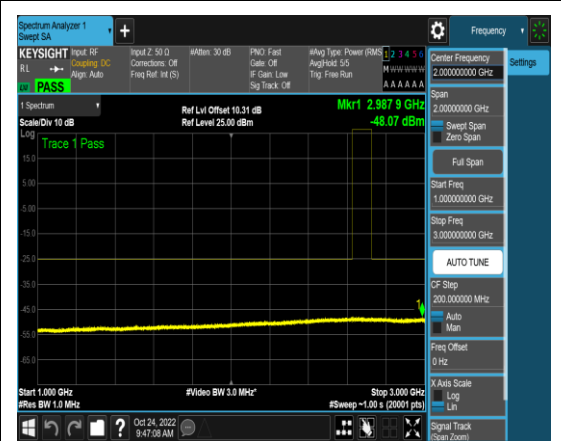 Spectrum Analyzer 1
Swept SA
+
Frequency
KEYSIGHT
RL
PASS
Input: RF
Coupling: DC
Align: Auto
Input Z: 50 Ω
Corrections: Off
Freq Ref: Int (S)
#Atten: 30 dB
PNO: Fast
Gate: Off
IF Gain: Low
Sig Track: Off
#Avg Type: Power (RMS
Avg|Hold: 5/5
Trig: Free Run
1 2 3 4 5 6
M W W W W W
A A A A A A
1 Spectrum
Scale/Div 10 dB
Ref Lvl Offset 10.31 dB
Ref Level 25.00 dBm
Mkr1 2.987 9 GHz
-48.07 dBm
Log
Trace 1 Pass
15.0
5.00
-5.00
-15.0
-25.0
-35.0
-45.0
-55.0
-65.0
1
Start 1.000 GHz
#Res BW 1.0 MHz
#Video BW 3.0 MHz*
Stop 3.000 GHz
#Sweep ~1.00 s (20001 pts)
Center Frequency
2.000000000 GHz
Settings
Span
2.00000000 GHz
Swept Span
Zero Span
Full Span
Start Freq
1.000000000 GHz
Stop Freq
3.000000000 GHz
AUTO TUNE
CF Step
200.000000 MHz
Auto
Man
Freq Offset
0 Hz
X Axis Scale
Log
Lin
Signal Track
(Span Zoom)
?
Oct 24, 2022
9:47:08 AM